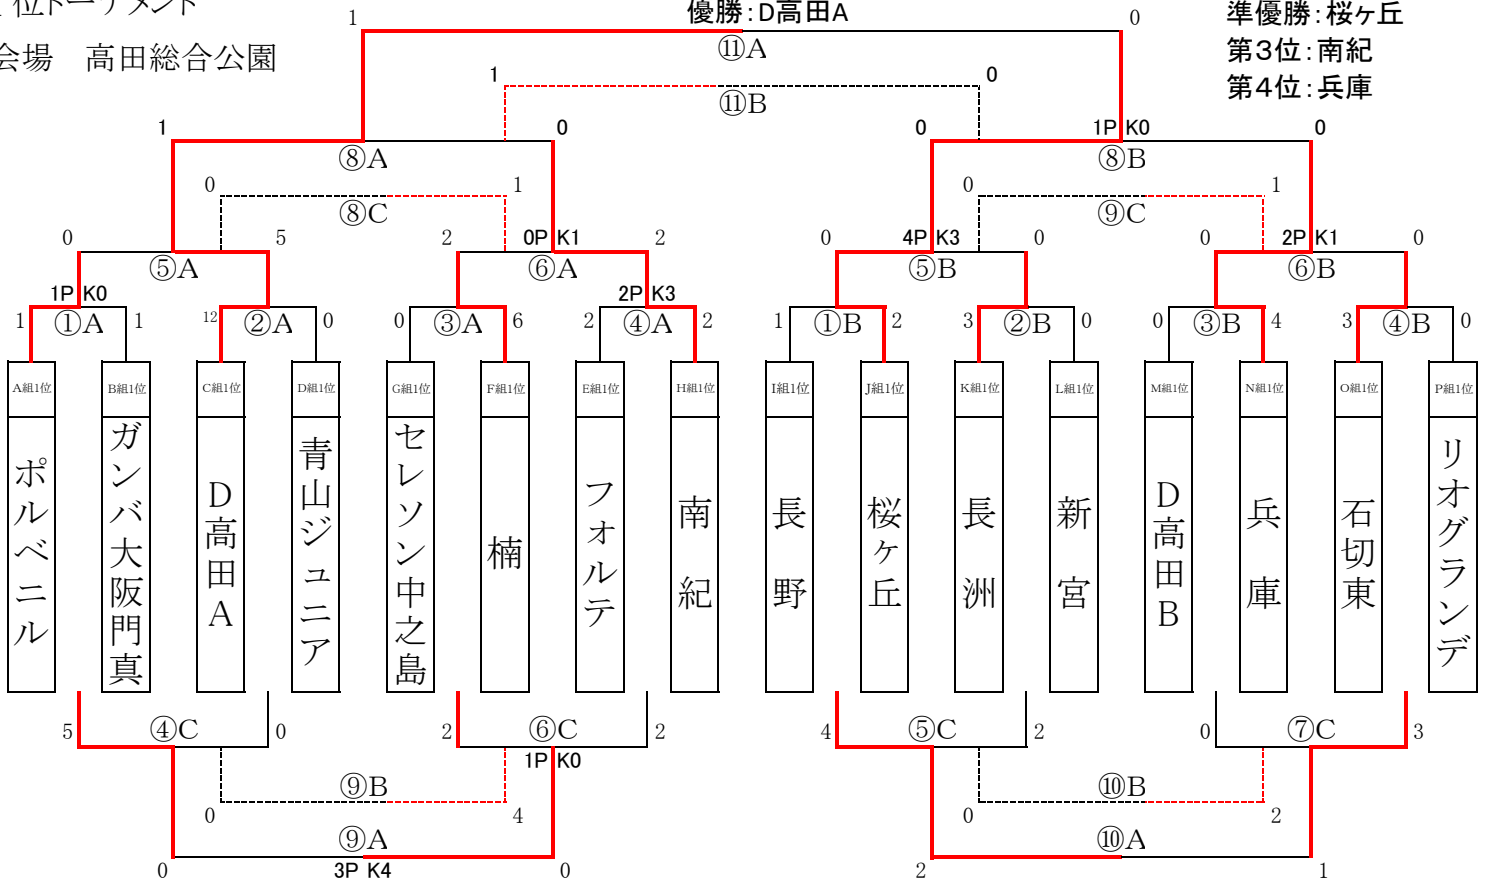 位トーナメント
会場　高田総合公園
優勝：D高田A
準優勝：桜ヶ丘
第3位：南紀
第4位：兵庫
1 ⑪A 0
1 ⑪B 0
1 ⑧A 0
0 1P K0 ⑧B 0
0 ⑧C 1
0 ⑨C 1
0 ⑤A 5
2 0P K1 ⑥A 2
0 4P K3 ⑤B 0
0 2P K1 ⑥B 0
1 1P K0 ①A 1
12 ②A 0
0 ③A 6
2 2P K3 ④A 2
1 ①B 2
3 ②B 0
0 ③B 4
3 ④B 0
A組1位
B組1位
C組1位
D組1位
G組1位
F組1位
E組1位
H組1位
I組1位
J組1位
K組1位
L組1位
M組1位
N組1位
O組1位
P組1位
ポルベニル
ガンバ大阪門真
D高田A
青山ジュニア
セレソン中之島
楠
フォルテ
南紀
長野
桜ヶ丘
長洲
新宮
D高田B
兵庫
石切東
リオグランデ
5 ④C 0
2 ⑥C 2
1P K0
4 ⑤C 2
0 ⑦C 3
0 ⑨B 4
0 ⑩B 2
0 ⑨A 0
3P K4
2 ⑩A 1